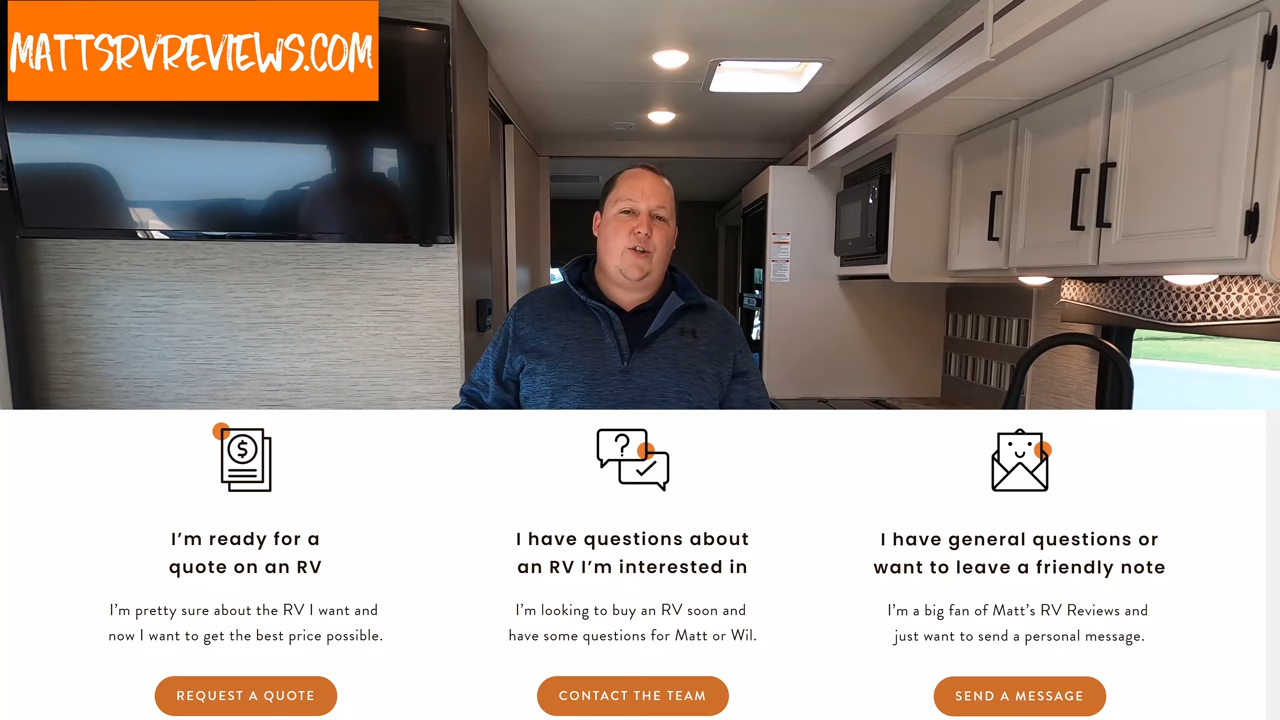 MATTSRVREVIEWS.COM
I'm ready for a
quote on an RV
I'm pretty sure about the RV I want and
now I want to get the best price possible.
REQUEST A QUOTE
I have questions about
an RV I'm interested in
I'm looking to buy an RV soon and
have some questions for Matt or Wil.
CONTACT THE TEAM
I have general questions or
want to leave a friendly note
I'm a big fan of Matt's RV Reviews and
just want to send a personal message.
SEND A MESSAGE